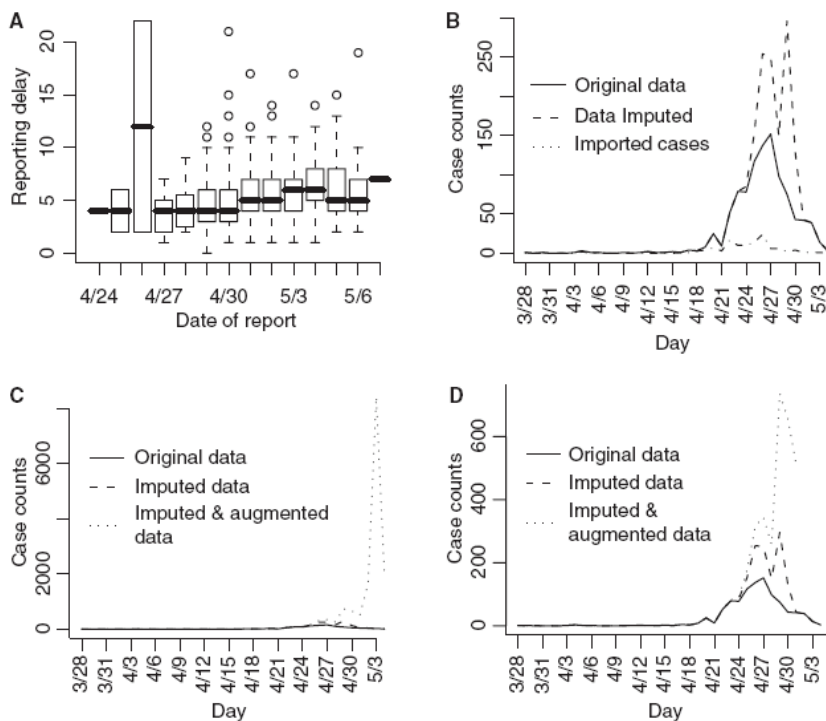 A
Reporting delay
20
15
10
5
0
4/24
4/27
4/30
5/3
5/6
Date of report
B
Case counts
250
150
50
0
Original data
Data Imputed
Imported cases
3/28
3/31
4/3
4/6
4/9
4/12
4/15
4/18
4/21
4/24
4/27
4/30
5/3
Day
C
Case counts
6000
2000
0
Original data
Imputed data
Imputed & augmented
data
3/28
3/31
4/3
4/6
4/9
4/12
4/15
4/18
4/21
4/24
4/27
4/30
5/3
Day
D
Case counts
600
400
200
0
Original data
Imputed data
Imputed &
augmented data
3/28
3/31
4/3
4/6
4/9
4/12
4/15
4/18
4/21
4/24
4/27
4/30
5/3
Day